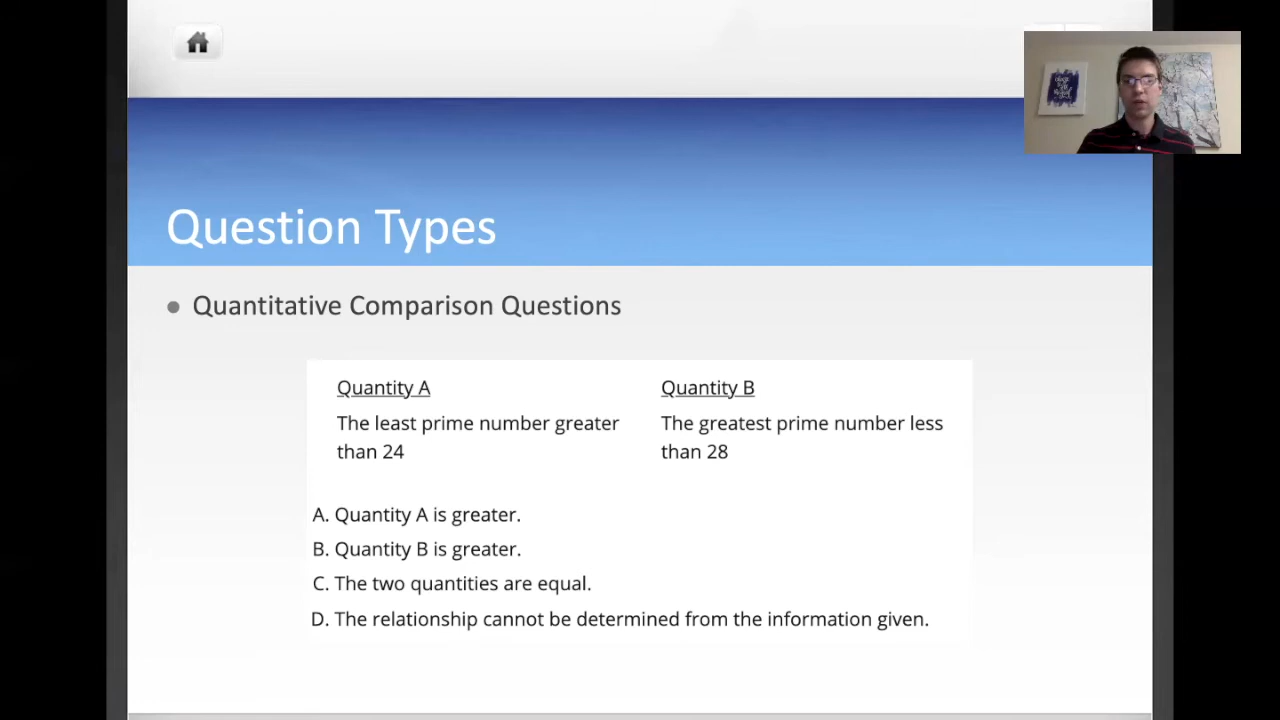 Question Types
Quantitative Comparison Questions
Quantity A
Quantity B
The least prime number greater
than 24
The greatest prime number less
than 28
A. Quantity A is greater.
B. Quantity B is greater.
C. The two quantities are equal.
D. The relationship cannot be determined from the information given.